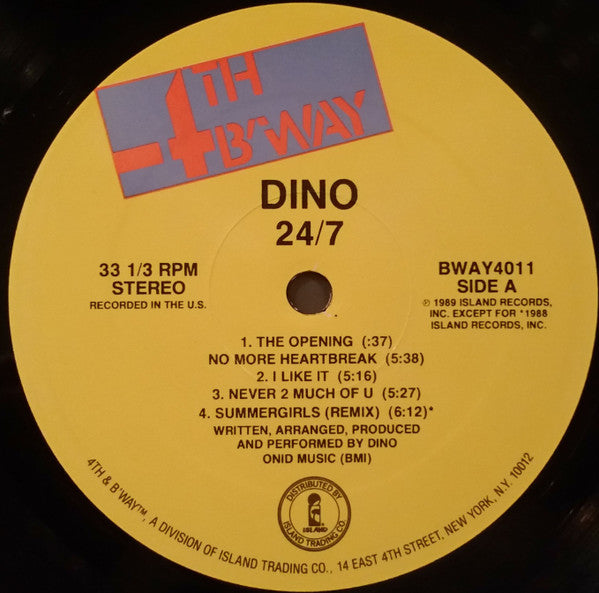 4TH
B'WAY
DINO
24/7
33 1/3 RPM
STEREO
RECORDED IN THE U.S.
BWAY4011
SIDE A
℗ 1989 ISLAND RECORDS,
INC. EXCEPT FOR *1988
ISLAND RECORDS, INC.
1. THE OPENING (:37)
NO MORE HEARTBREAK (5:38)
2. I LIKE IT (5:16)
3. NEVER 2 MUCH OF U (5:27)
4. SUMMERGIRLS (REMIX) (6:12)*
WRITTEN, ARRANGED, PRODUCED
AND PERFORMED BY DINO
ONID MUSIC (BMI)
DISTRIBUTED BY
ISLAND
ISLAND TRADING CO.
4TH & B'WAY™, A DIVISION OF ISLAND TRADING CO., 14 EAST 4TH STREET, NEW YORK, N.Y. 10012